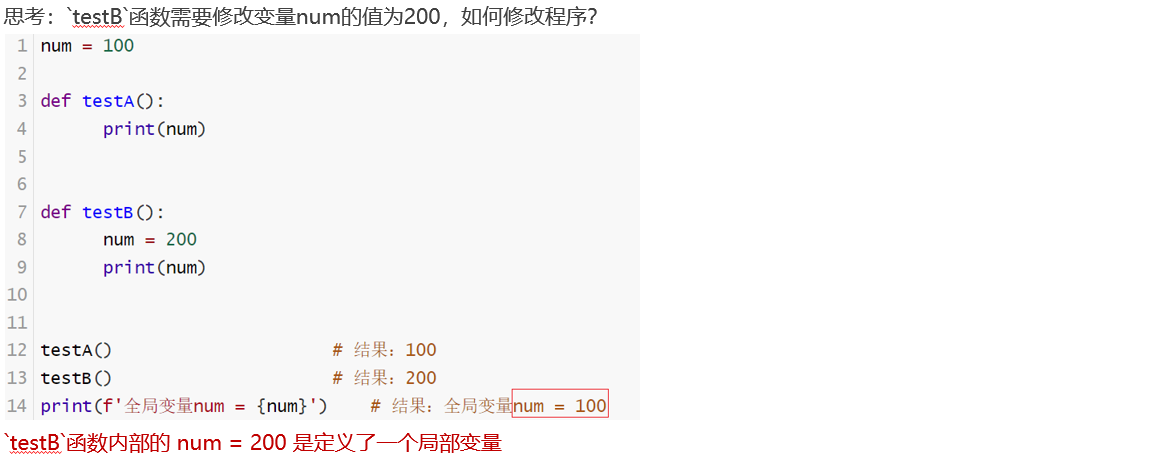 思考：`testB`函数需要修改变量num的值为200，如何修改程序？
1 num = 100
2
3 def testA():
4       print(num)
5
6
7 def testB():
8       num = 200
9       print(num)
10
11
12 testA()                     # 结果：100
13 testB()                     # 结果：200
14 print(f'全局变量num = {num}')    # 结果：全局变量num = 100
`testB`函数内部的 num = 200 是定义了一个局部变量